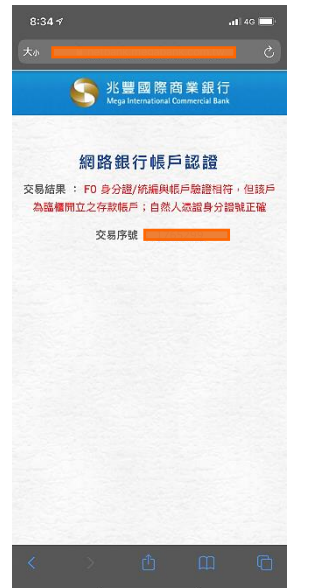 8:34
4G
大小
兆豐國際商業銀行
Mega International Commercial Bank
網路銀行帳戶認證
交易結果 : F0 身分證/統編與帳戶驗證相符，但該戶
為臨櫃開立之存款帳戶；自然人憑證身分證號正確
交易序號